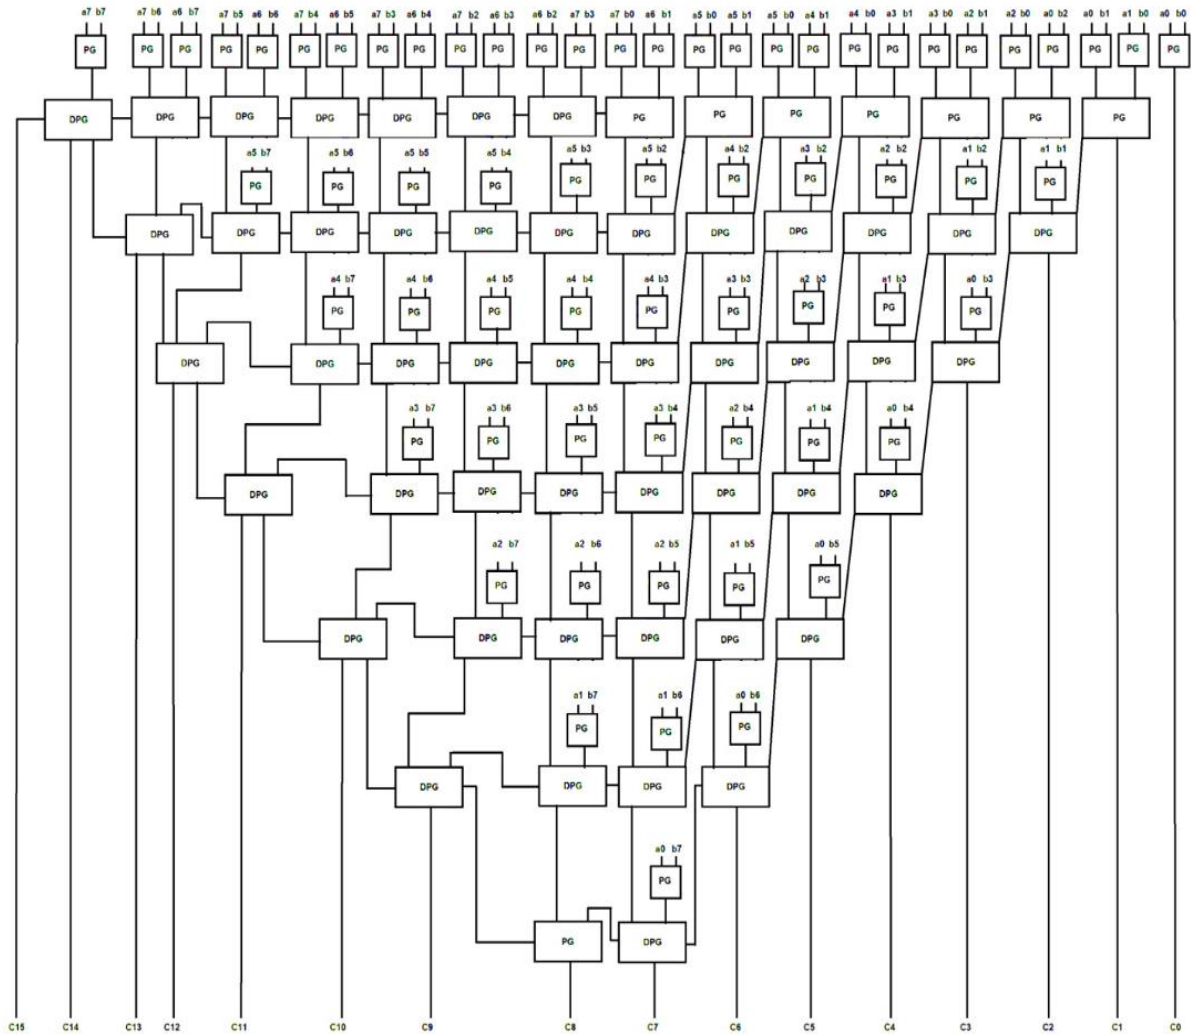 a7 b7 a7 b6 a6 b7 a7 b5 a6 b6 a7 b4 a6 b5 a7 b3 a6 b4 a7 b2 a6 b3 a6 b2 a7 b3 a7 b0 a6 b1 a5 b0 a5 b1 a5 b0 a4 b1 a4 b0 a3 b1 a3 b0 a2 b1 a2 b0 a0 b2 a0 b1 a1 b0 a0 b0
PG PG PG PG PG PG PG PG PG PG PG PG PG PG PG PG PG PG PG PG PG PG PG PG PG PG PG PG
DPG DPG DPG DPG DPG DPG DPG PG PG PG PG PG PG PG
a5 b7 a5 b6 a5 b5 a5 b4 a5 b3 a5 b2 a4 b2 a3 b2 a2 b2 a1 b2 a1 b1
PG PG PG PG PG PG PG PG PG PG PG
DPG DPG DPG DPG DPG DPG DPG DPG DPG DPG DPG DPG
a4 b7 a4 b6 a4 b5 a4 b4 a4 b3 a3 b3 a2 b3 a1 b3 a0 b3
PG PG PG PG PG PG PG PG PG
DPG DPG DPG DPG DPG DPG DPG DPG DPG DPG
a3 b7 a3 b6 a3 b5 a3 b4 a2 b4 a1 b4 a0 b4
PG PG PG PG PG PG PG
DPG DPG DPG DPG DPG DPG DPG DPG
a2 b7 a2 b6 a2 b5 a1 b5 a0 b5
PG PG PG PG PG
DPG DPG DPG DPG DPG DPG
a1 b7 a1 b6 a0 b6
PG PG PG
DPG DPG DPG DPG
a0 b7
PG
PG DPG
C15 C14 C13 C12 C11 C10 C9 C8 C7 C6 C5 C4 C3 C2 C1 C0